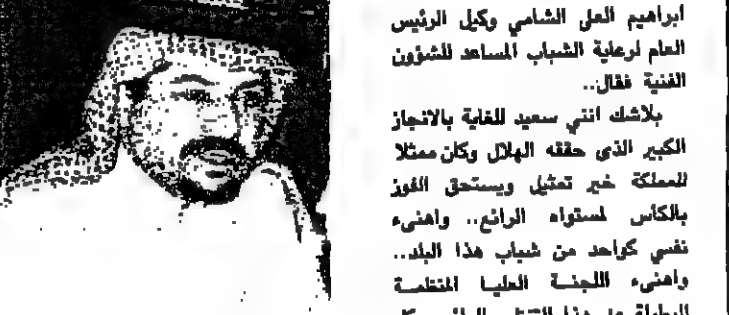 ابراهيم العلي الشامي وكيل الرئيس
العام لرعاية الشباب المساعد للشؤون
الفنية فقال..
بلاشك انني سعيد للغاية بالانجاز
الكبير الذي حققه الهلال وكان ممثلا
للمملكة خير تمثيل ويستحق الفوز
بالكأس لمستواه الرائع.. واهنىء
نفسي كواحد من شباب هذا البلد..
واهنىء اللجنة العليا المنظمة